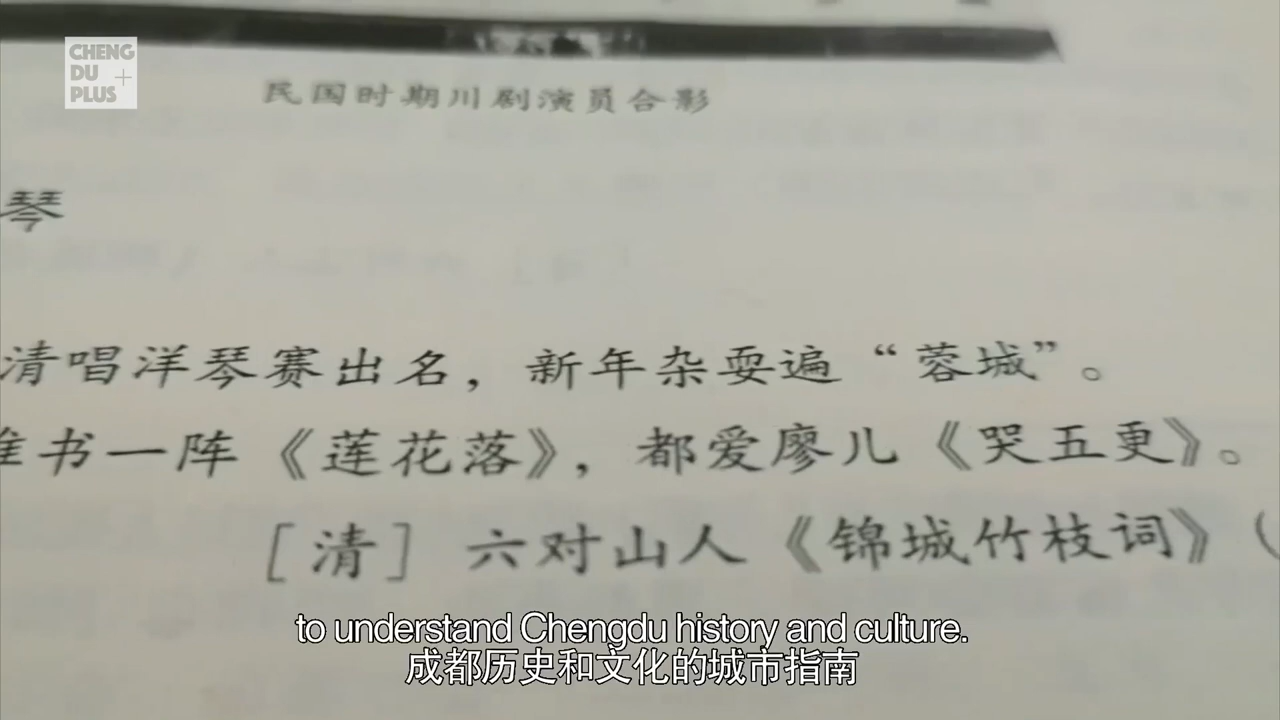 CHENG
DU
PLUS+
民国时期川剧演员合影
琴
清唱洋琴赛出名，新年杂耍遍“蓉城”。
书一阵《莲花落》，都爱廖儿《哭五更》。
[清] 六对山人《锦城竹枝词》（
to understand Chengdu history and culture.
成都历史和文化的城市指南